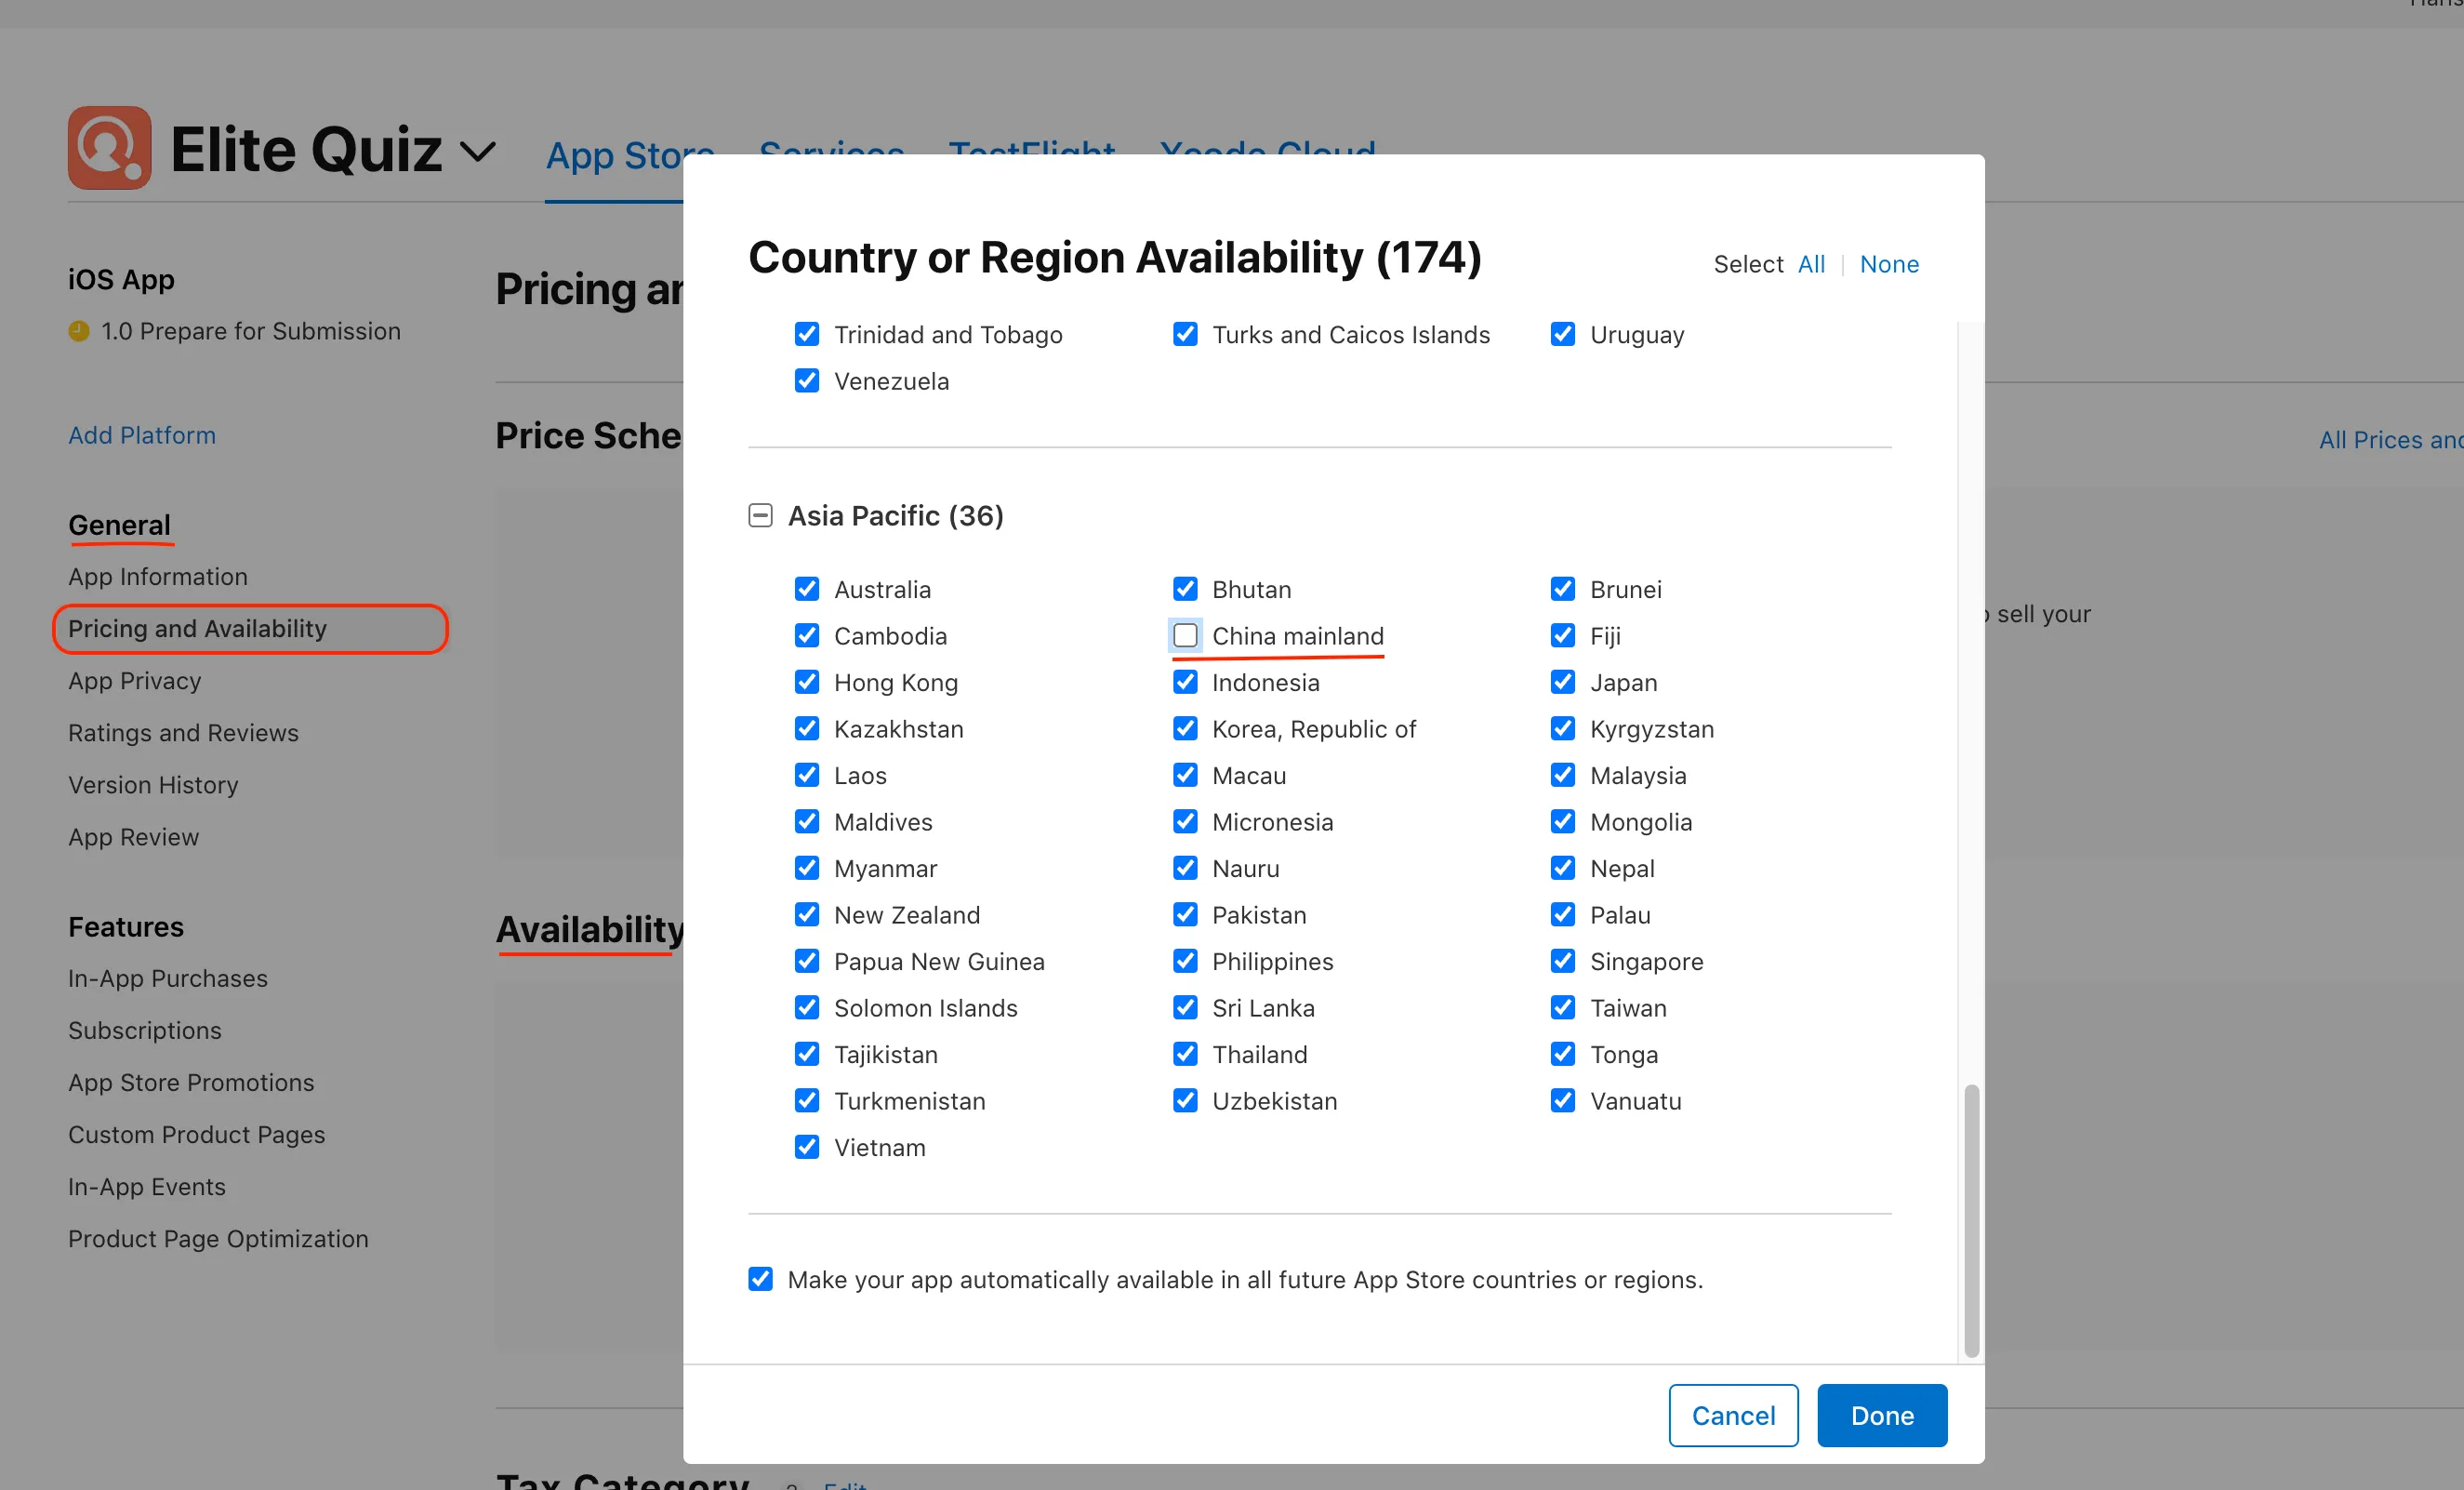 Elite Quiz
App Store
Services
TestFlight
Xcode Cloud
iOS App
1.0 Prepare for Submission
Add Platform
General
App Information
Pricing and Availability
App Privacy
Ratings and Reviews
Version History
App Review
Features
In-App Purchases
Subscriptions
App Store Promotions
Custom Product Pages
In-App Events
Product Page Optimization
Pricing
Price
All Prices
sell your
Availability
Tax Category ? Edit
Country or Region Availability (174)
Select All | None
Trinidad and Tobago
Turks and Caicos Islands
Uruguay
Venezuela
Asia Pacific (36)
Australia
Bhutan
Brunei
Cambodia
China mainland
Fiji
Hong Kong
Indonesia
Japan
Kazakhstan
Korea, Republic of
Kyrgyzstan
Laos
Macau
Malaysia
Maldives
Micronesia
Mongolia
Myanmar
Nauru
Nepal
New Zealand
Pakistan
Palau
Papua New Guinea
Philippines
Singapore
Solomon Islands
Sri Lanka
Taiwan
Tajikistan
Thailand
Tonga
Turkmenistan
Uzbekistan
Vanuatu
Vietnam
Make your app automatically available in all future App Store countries or regions.
Cancel
Done